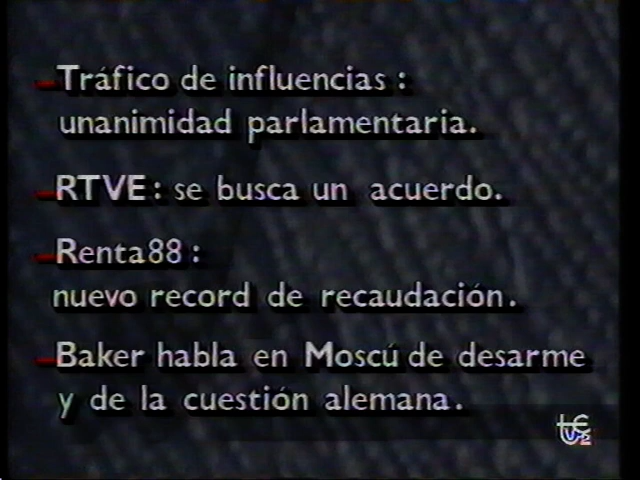 -Tráfico de influencias :
unanimidad parlamentaria.
-RTVE: se busca un acuerdo.
-Renta88 :
nuevo record de recaudación.
-Baker habla en Moscú de desarme
y de la cuestión alemana.
tve
2